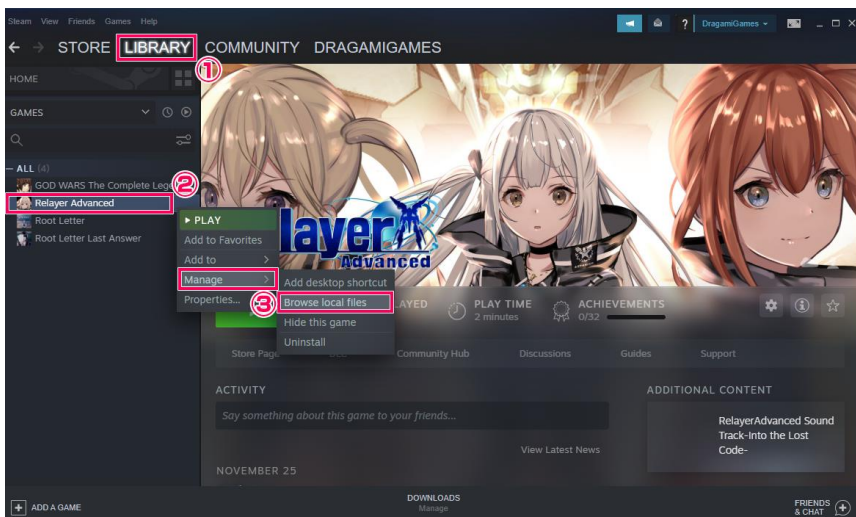 Steam View Friends Games Help
? DragamiGames
STORE LIBRARY COMMUNITY DRAGAMIGAMES
①
HOME
GAMES
ALL (4)
GOD WARS The Complete Lege
②
Relayer Advanced
Root Letter
Root Letter Last Answer
layer
Advanced
PLAY
Add to Favorites
Add to
Manage
Properties...
③
Add desktop shortcut
Browse local files
Hide this game
Uninstall
LAYED
PLAY TIME
2 minutes
ACHIEVEMENTS
0/32
Store Page Community Hub Discussions Guides Support
ACTIVITY
Say something about this game to your friends...
View Latest News
NOVEMBER 25
ADDITIONAL CONTENT
RelayerAdvanced Sound
Track-Into the Lost
Code-
ADD A GAME
DOWNLOADS
Manage
FRIENDS
& CHAT